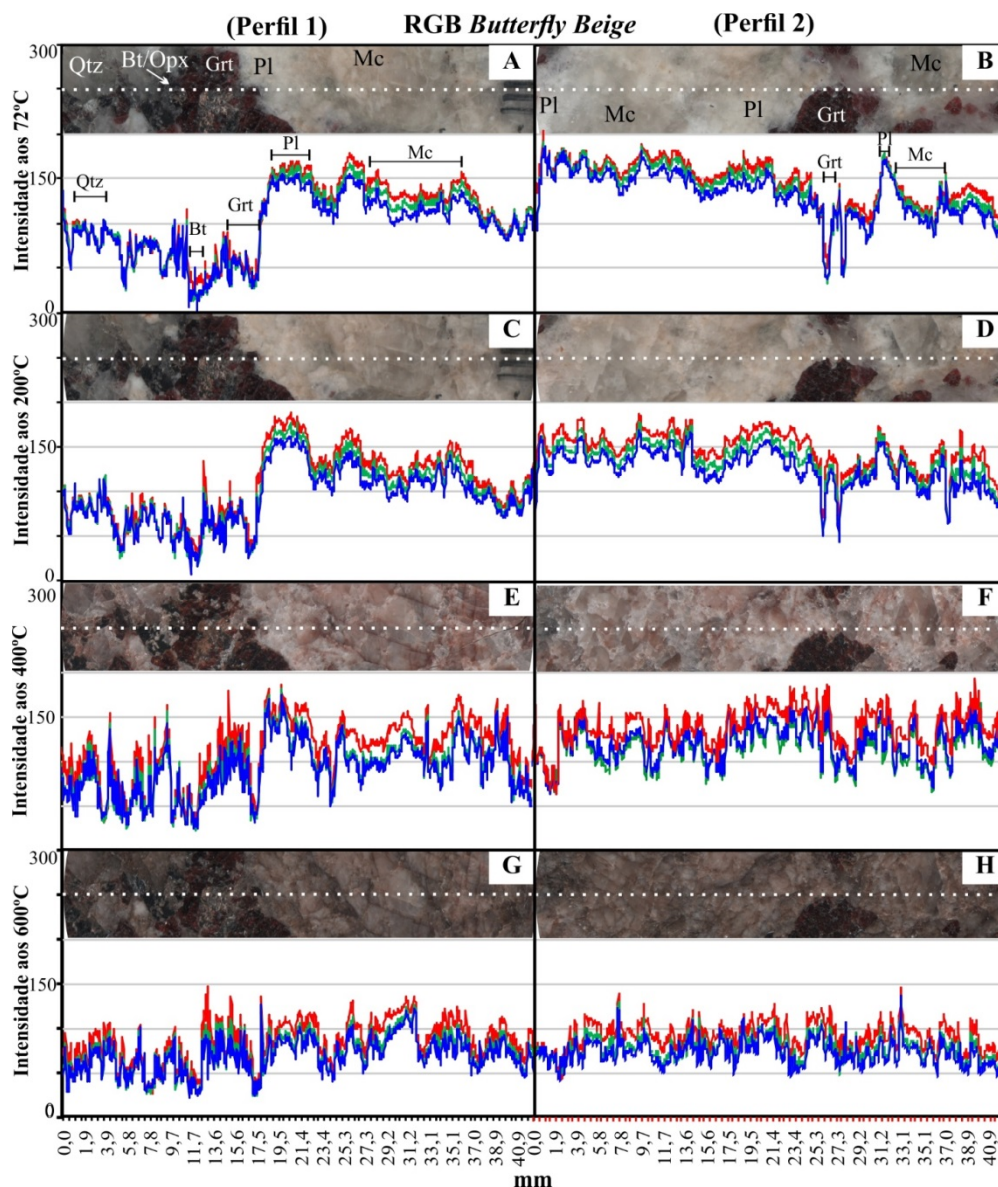 (Perfil 1) RGB Butterfly Beige (Perfil 2)
Intensidade aos 72ºC
300
150
0
Qtz
Bt/Opx
Grt
Pl
Mc
A
Qtz
Bt
Grt
Pl
Mc
Pl
Mc
Pl
Grt
Mc
B
Grt
Pl
Mc
Intensidade aos 200ºC
300
150
0
C
D
Intensidade aos 400ºC
300
150
0
E
F
Intensidade aos 600ºC
300
150
0
G
H
0,0 1,9 3,9 5,8 7,8 9,7 11,7 13,6 15,6 17,5 19,5 21,4 23,4 25,3 27,3 29,2 31,2 33,1 35,1 37,0 38,9 40,9
0,0 1,9 3,9 5,8 7,8 9,7 11,7 13,6 15,6 17,5 19,5 21,4 23,4 25,3 27,3 29,2 31,2 33,1 35,1 37,0 38,9 40,9
mm